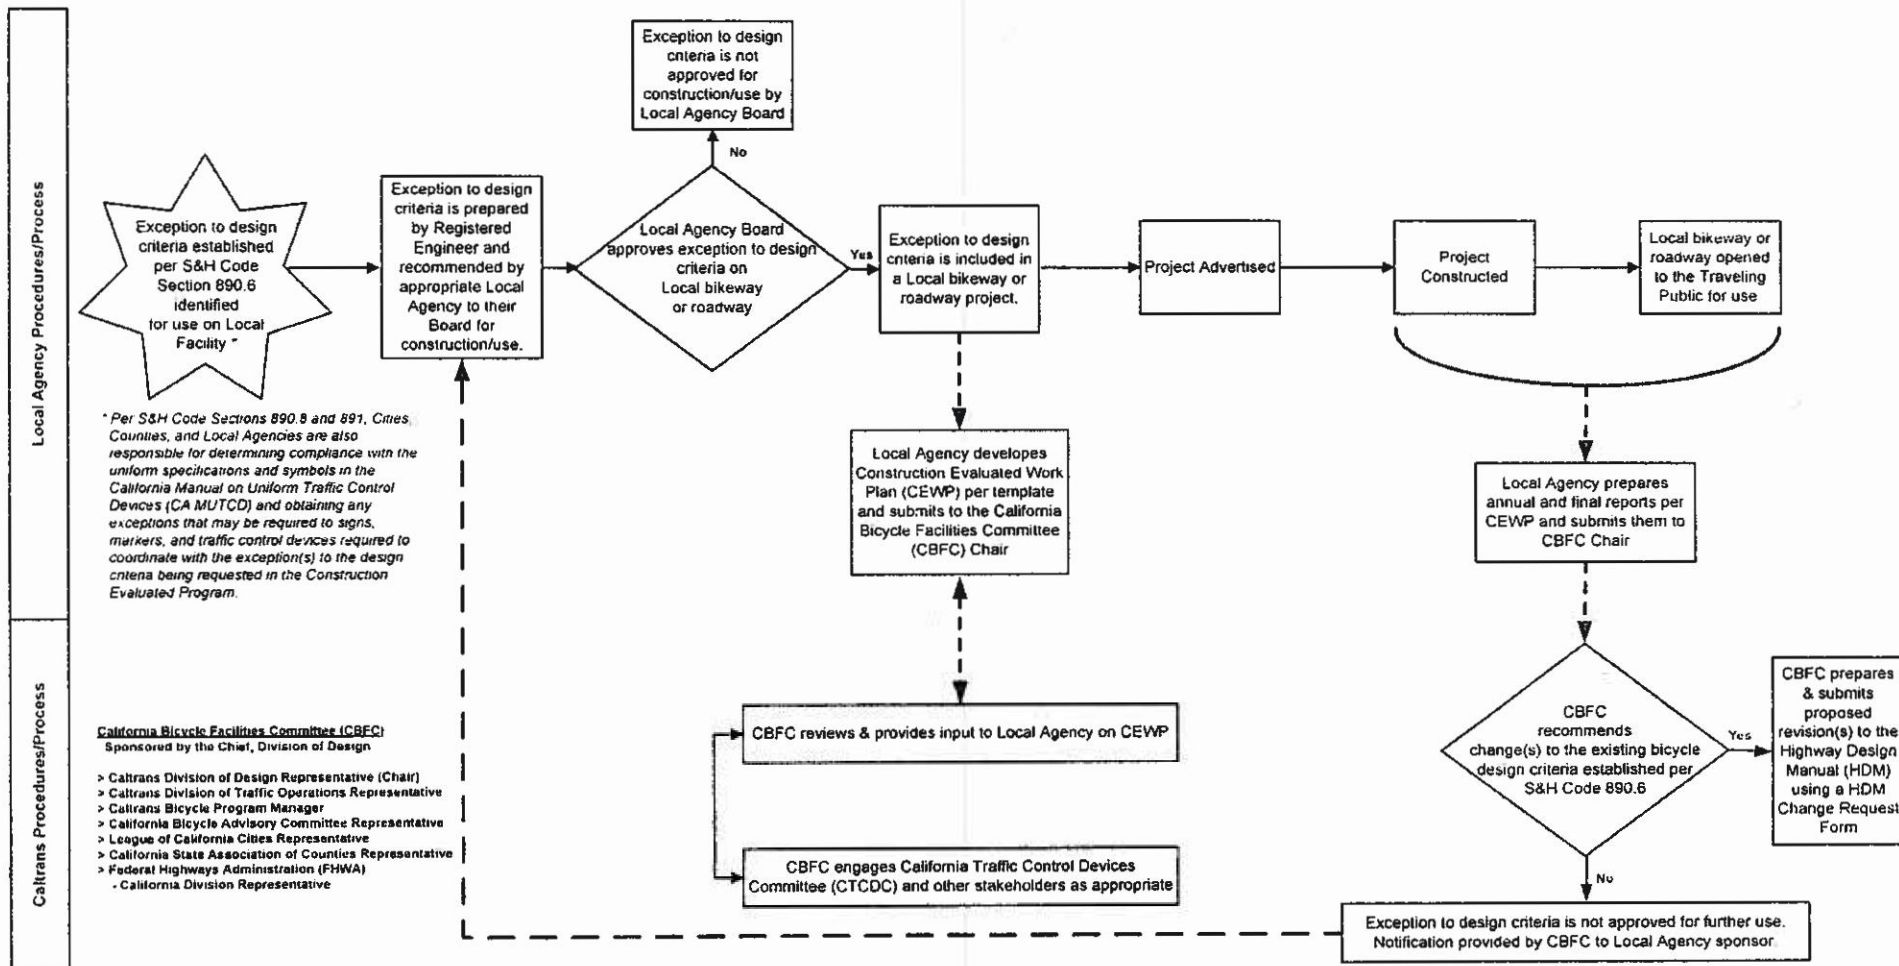 Local Agency Procedures/Process
Exception to design
criteria is not
approved for
construction/use by
Local Agency Board
No
Exception to design
criteria established
per S&H Code
Section 890.6
identified
for use on Local
Facility *
Exception to design
criteria is prepared
by Registered
Engineer and
recommended by
appropriate Local
Agency to their
Board for
construction/use.
Local Agency Board
approves exception to design
criteria on
Local bikeway
or roadway
Yes
Exception to design
criteria is included in
a Local bikeway or
roadway project.
Project Advertised
Project
Constructed
Local bikeway or
roadway opened
to the Traveling
Public for use
* Per S&H Code Sections 890.8 and 891, Cities,
Counties, and Local Agencies are also
responsible for determining compliance with the
uniform specifications and symbols in the
California Manual on Uniform Traffic Control
Devices (CA MUTCD) and obtaining any
exceptions that may be required to signs,
markers, and traffic control devices required to
coordinate with the exception(s) to the design
criteria being requested in the Construction
Evaluated Program.
Local Agency developes
Construction Evaluated Work
Plan (CEWP) per template
and submits to the California
Bicycle Facilities Committee
(CBFC) Chair
Local Agency prepares
annual and final reports per
CEWP and submits them to
CBFC Chair
Caltrans Procedures/Process
California Bicycle Facilities Committee (CBFC)
Sponsored by the Chief, Division of Design
> Caltrans Division of Design Representative (Chair)
> Caltrans Division of Traffic Operations Representative
> Caltrans Bicycle Program Manager
> California Bicycle Advisory Committee Representative
> League of California Cities Representative
> California State Association of Counties Representative
> Federal Highways Administration (FHWA)
- California Division Representative
CBFC reviews & provides input to Local Agency on CEWP
CBFC engages California Traffic Control Devices
Committee (CTCDC) and other stakeholders as appropriate
CBFC
recommends
change(s) to the existing bicycle
design criteria established per
S&H Code 890.6
Yes
CBFC prepares
& submits
proposed
revision(s) to the
Highway Design
Manual (HDM)
using a HDM
Change Request
Form
No
Exception to design criteria is not approved for further use.
Notification provided by CBFC to Local Agency sponsor.